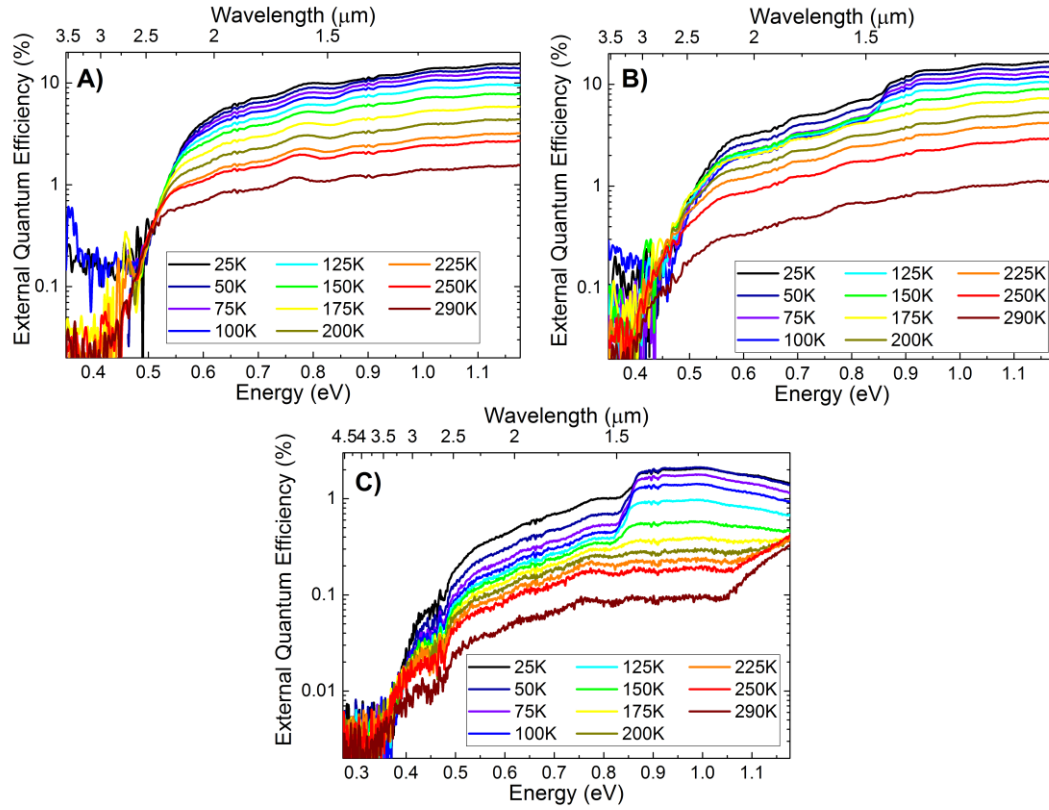 Wavelength (μm)
3.5 3 2.5 2 1.5
A)
External Quantum Efficiency (%)
10
1
0.1
25K 125K 225K
50K 150K 250K
75K 175K 290K
100K 200K
0.4 0.5 0.6 0.7 0.8 0.9 1.0 1.1
Energy (eV)
Wavelength (μm)
3.5 3 2.5 2 1.5
B)
External Quantum Efficiency (%)
10
1
0.1
25K 125K 225K
50K 150K 250K
75K 175K 290K
100K 200K
0.4 0.5 0.6 0.7 0.8 0.9 1.0 1.1
Energy (eV)
Wavelength (μm)
4.54 3.5 3 2.5 2 1.5
C)
External Quantum Efficiency (%)
1
0.1
0.01
25K 125K 225K
50K 150K 250K
75K 175K 290K
100K 200K
0.3 0.4 0.5 0.6 0.7 0.8 0.9 1.0 1.1
Energy (eV)